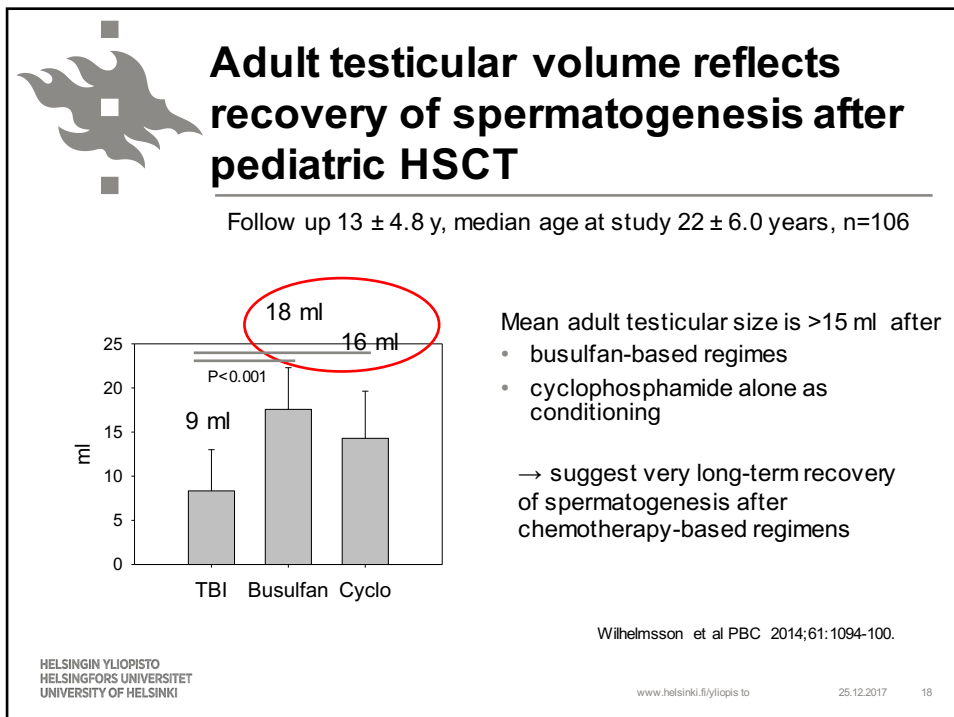 Adult testicular volume reflects
recovery of spermatogenesis after
pediatric HSCT
Follow up 13 ± 4.8 y, median age at study 22 ± 6.0 years, n=106
18 ml
16 ml
P<0.001
9 ml
25
20
15
10
5
0
ml
TBI Busulfan Cyclo
Mean adult testicular size is >15 ml after
• busulfan-based regimes
• cyclophosphamide alone as
conditioning
→ suggest very long-term recovery
of spermatogenesis after
chemotherapy-based regimens
Wilhelmsson et al PBC 2014;61:1094-100.
HELSINGIN YLIOPISTO
HELSINGFORS UNIVERSITET
UNIVERSITY OF HELSINKI
www.helsinki.fi/yliopis to 25.12.2017 18